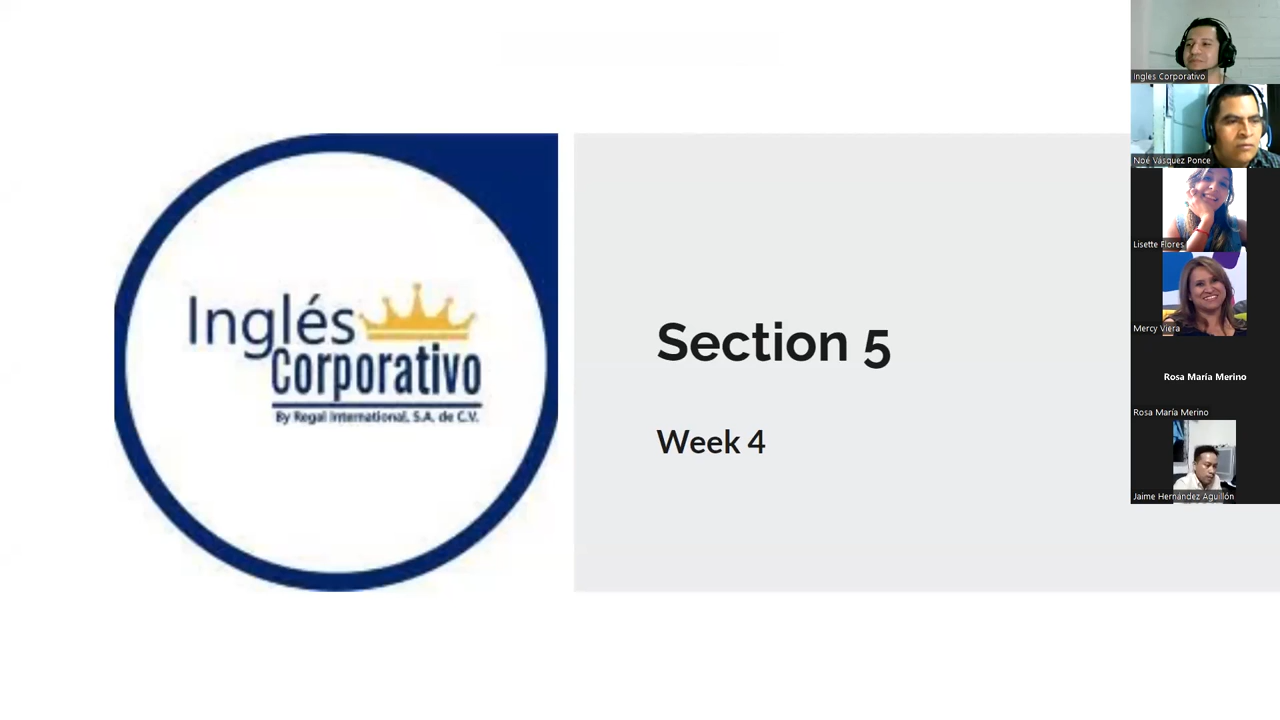 Inglés
Corporativo
By Regal International, S.A. de C.V.
Section 5
Week 4
Ingles Corporativo
Noé Vásquez Ponce
Lisette Flores
Mercy Viera
Rosa María Merino
Rosa María Merino
Jaime Hernández Aguillón